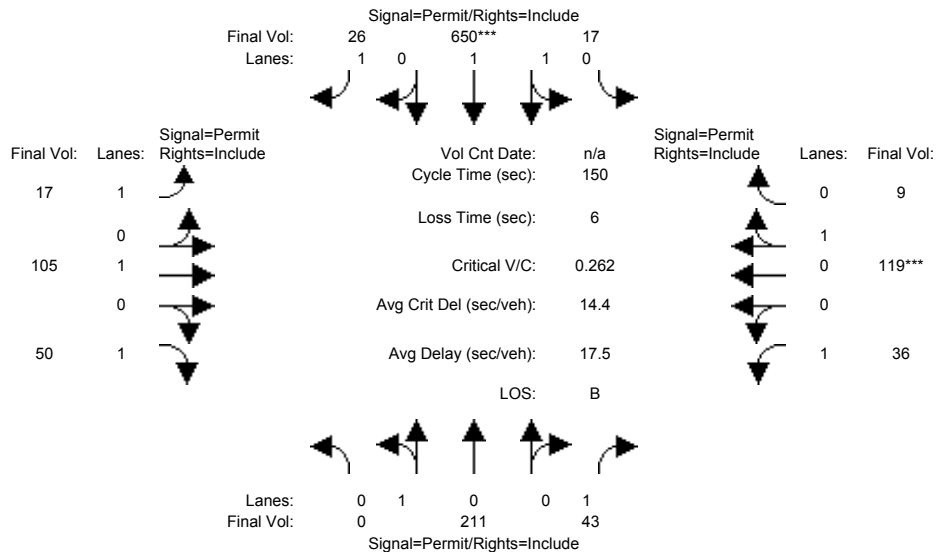 Signal=Permit/Rights=Include
Final Vol: 26 650*** 17
Lanes: 1 0 1 1 0
Signal=Permit
Final Vol: Lanes: Rights=Include
Vol Cnt Date: n/a
Signal=Permit
Rights=Include Lanes: Final Vol:
Cycle Time (sec): 150
17 1
0 9
Loss Time (sec): 6
0
1
105 1
Critical V/C: 0.262
0 119***
0
Avg Crit Del (sec/veh): 14.4
0
50 1
Avg Delay (sec/veh): 17.5
1 36
LOS: B
Lanes: 0 1 0 0 1
Final Vol: 0 211 43
Signal=Permit/Rights=Include